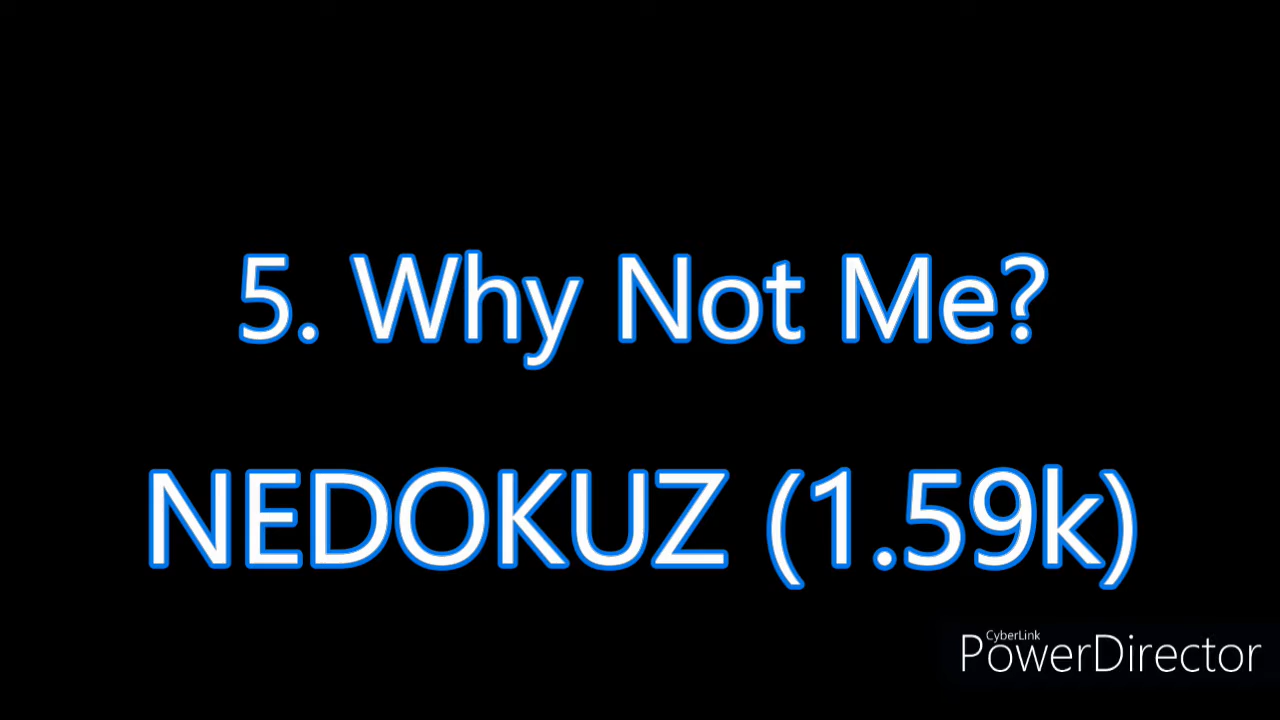 5. Why Not Me?
NEDOKUZ (1.59k)
CyberLink
PowerDirector